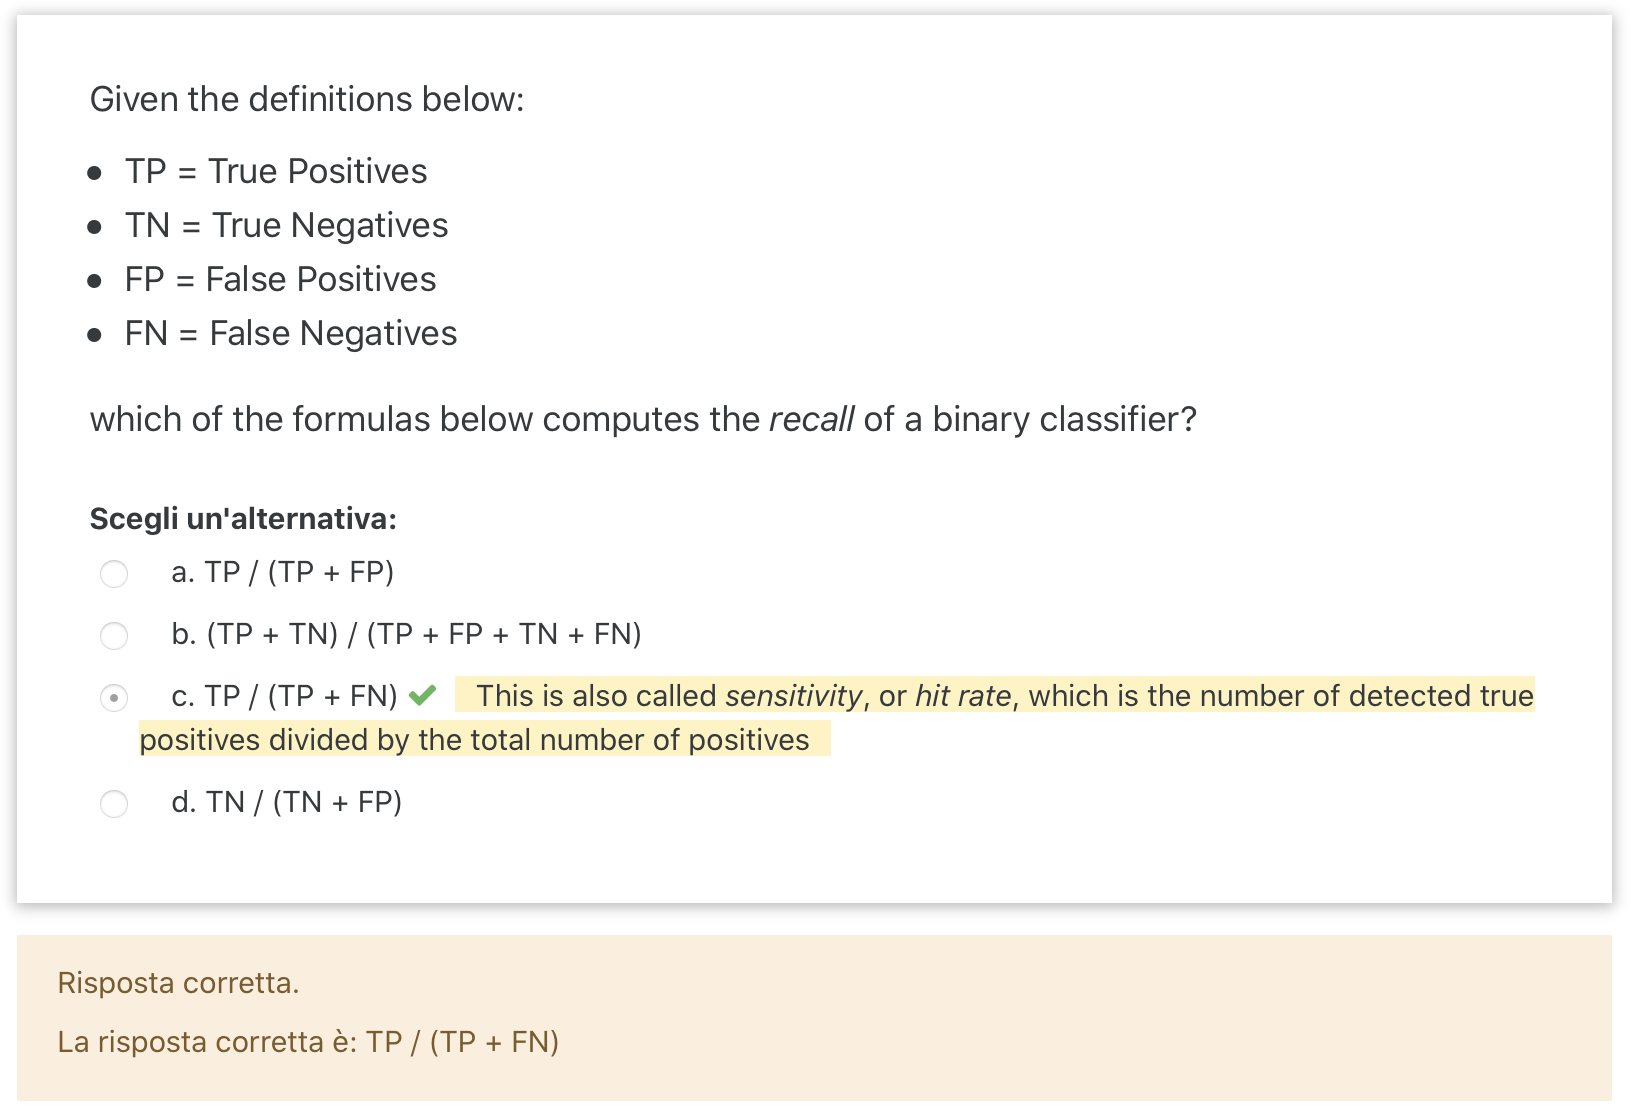 Given the definitions below:
● TP = True Positives
● TN = True Negatives
● FP = False Positives
● FN = False Negatives
which of the formulas below computes the recall of a binary classifier?
Scegli un'alternativa:
a. TP / (TP + FP)
b. (TP + TN) / (TP + FP + TN + FN)
c. TP / (TP + FN) ✔ This is also called sensitivity, or hit rate, which is the number of detected true
positives divided by the total number of positives
d. TN / (TN + FP)
Risposta corretta.
La risposta corretta è: TP / (TP + FN)